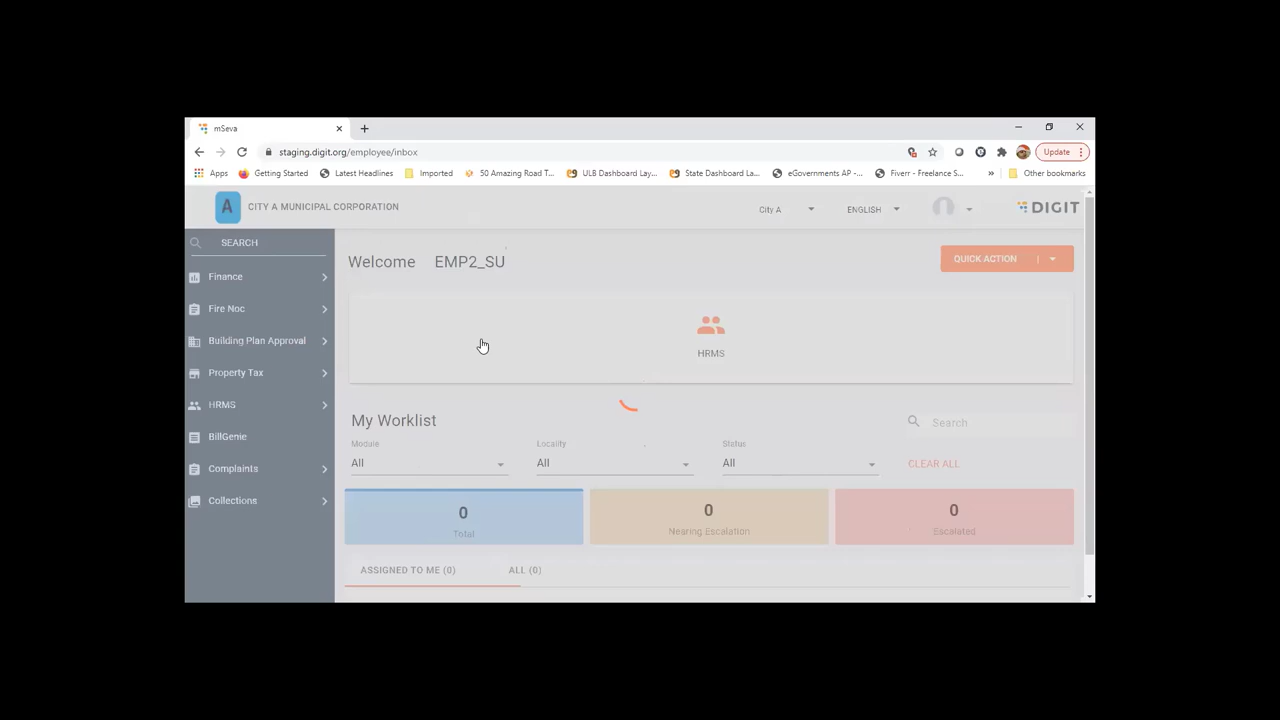 mSeva
staging.digit.org/employee/inbox
Update
Apps Getting Started Latest Headlines Imported 50 Amazing Road T... ULB Dashboard Lay... State Dashboard La... eGovernments AP -... Fiverr - Freelance S... » Other bookmarks
A CITY A MUNICIPAL CORPORATION City A ENGLISH DIGIT
SEARCH
Finance
Fire Noc
Building Plan Approval
Property Tax
HRMS
BillGenie
Complaints
Collections
Welcome EMP2_SU
QUICK ACTION
HRMS
My Worklist
Search
Module Locality Status
All All All CLEAR ALL
0 0 0
Total Nearing Escalation Escalated
ASSIGNED TO ME (0) ALL (0)